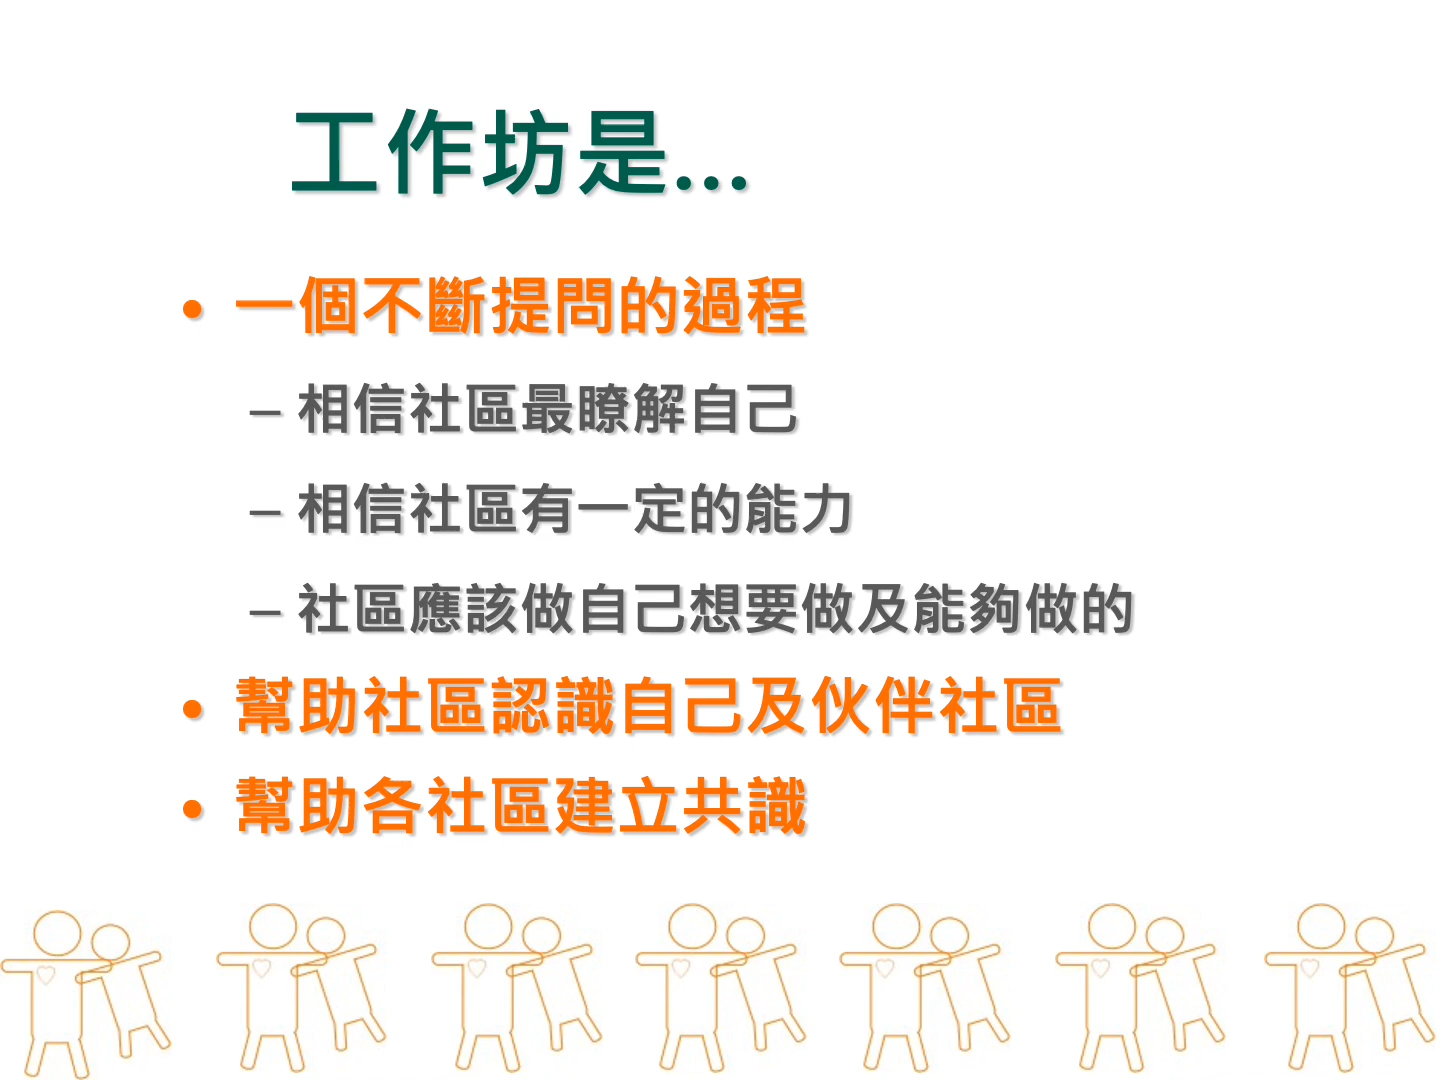 工作坊是...
• 一個不斷提問的過程
– 相信社區最瞭解自己
– 相信社區有一定的能力
– 社區應該做自己想要做及能夠做的
• 幫助社區認識自己及伙伴社區
• 幫助各社區建立共識